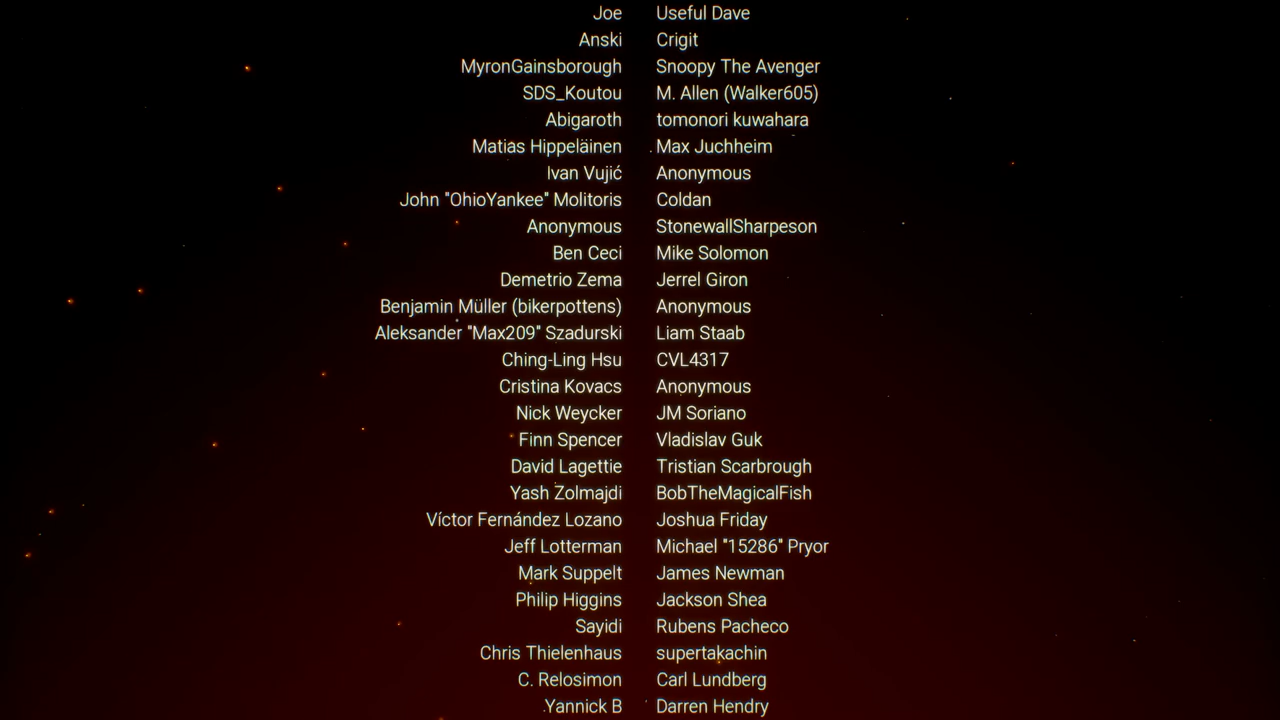 Joe Useful Dave
Anski Crigit
MyronGainsborough Snoopy The Avenger
SDS_Koutou M. Allen (Walker605)
Abigaroth tomonori kuwahara
Matias Hippeläinen Max Juchheim
Ivan Vujić Anonymous
John "OhioYankee" Molitoris Coldan
Anonymous StonewallSharpeson
Ben Ceci Mike Solomon
Demetrio Zema Jerrel Giron
Benjamin Müller (bikerpottens) Anonymous
Aleksander "Max209" Szadurski Liam Staab
Ching-Ling Hsu CVL4317
Cristina Kovacs Anonymous
Nick Weycker JM Soriano
Finn Spencer Vladislav Guk
David Lagettie Tristian Scarbrough
Yash Zolmajdi BobTheMagicalFish
Víctor Fernández Lozano Joshua Friday
Jeff Lotterman Michael "15286" Pryor
Mark Suppelt James Newman
Philip Higgins Jackson Shea
Sayidi Rubens Pacheco
Chris Thielenhaus supertakachin
C. Relosimon Carl Lundberg
Yannick B Darren Hendry